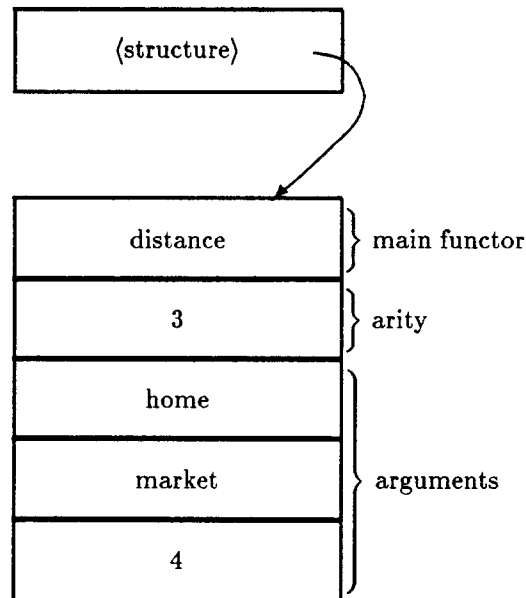 ⟨structure⟩
distance
main functor
3
arity
home
market
arguments
4